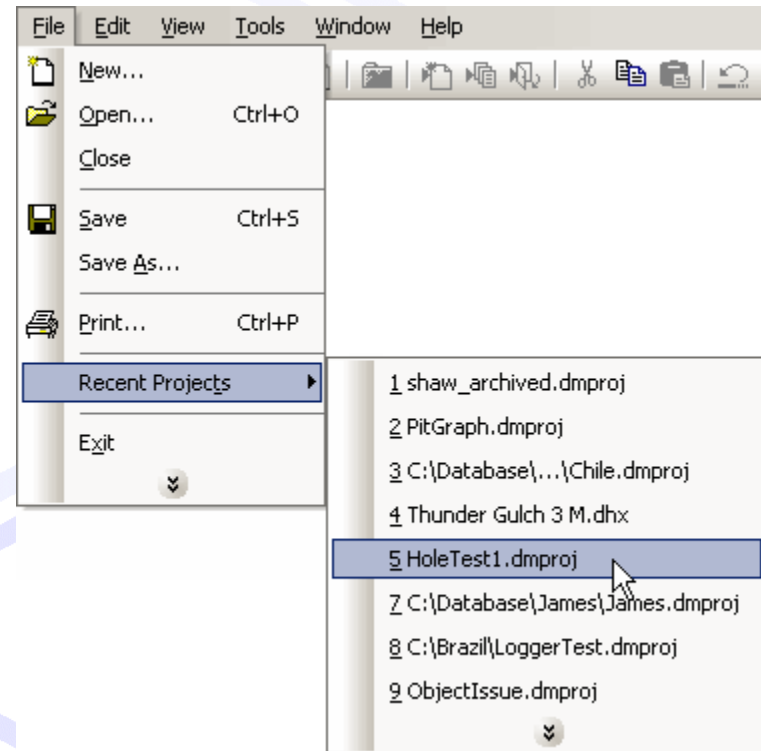 File Edit View Tools Window Help
New...
Open... Ctrl+O
Close
Save Ctrl+S
Save As...
Print... Ctrl+P
Recent Projects
Exit
1 shaw_archived.dmproj
2 PitGraph.dmproj
3 C:\Database\...\Chile.dmproj
4 Thunder Gulch 3 M.dhx
5 HoleTest1.dmproj
7 C:\Database\James\James.dmproj
8 C:\Brazil\LoggerTest.dmproj
9 ObjectIssue.dmproj